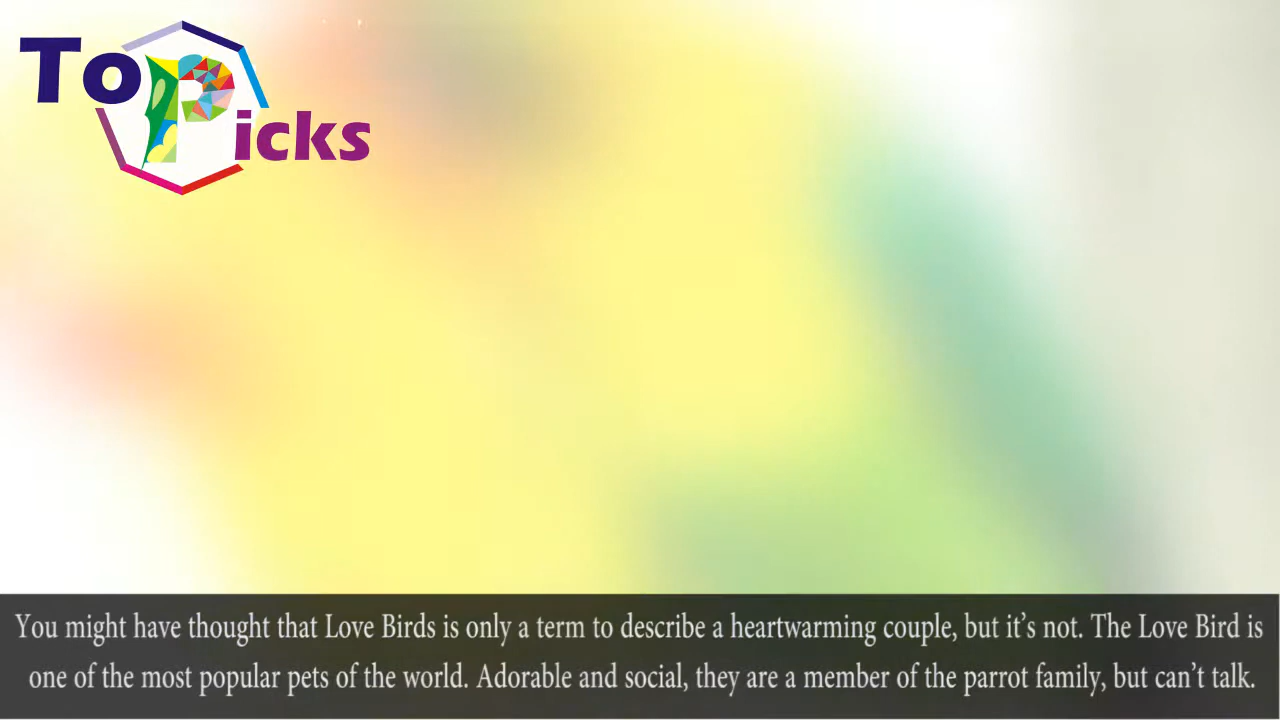 ToPicks
You might have thought that Love Birds is only a term to describe a heartwarming couple, but it’s not. The Love Bird is
one of the most popular pets of the world. Adorable and social, they are a member of the parrot family, but can’t talk.